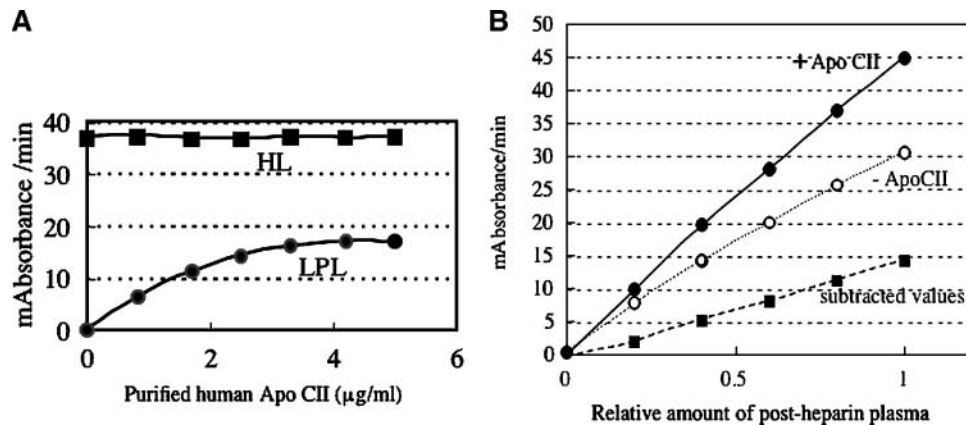 A
mAbsorbance /min
40
30
20
10
0
HL
LPL
0 2 4 6
Purified human Apo CII (μg/ml)
B
mAbsorbance/min
50
45
40
35
30
25
20
15
10
5
0
+ Apo CII
- ApoCII
subtracted values
0 0.5 1
Relative amount of post-heparin plasma